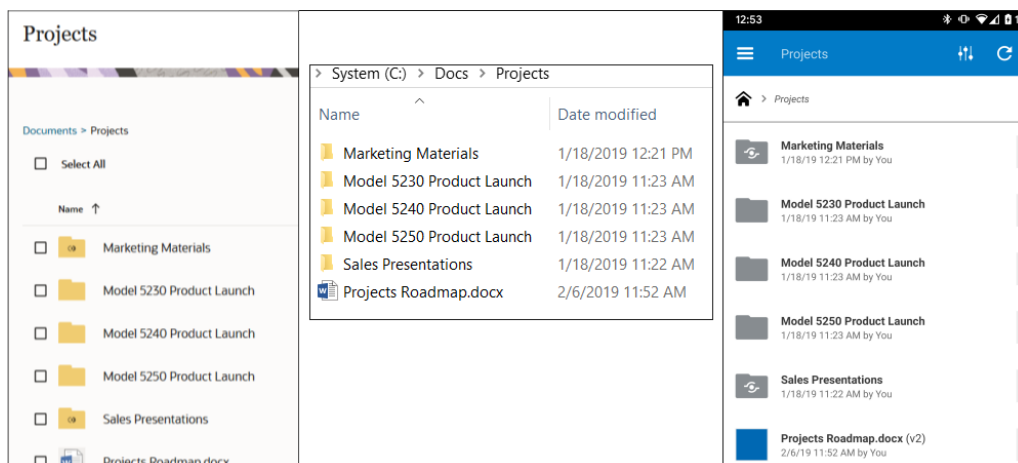 Projects
Documents > Projects
Select All
Name ↑
Marketing Materials
Model 5230 Product Launch
Model 5240 Product Launch
Model 5250 Product Launch
Sales Presentations
Projects Roadmap.docx
> System (C:) > Docs > Projects
Name Date modified
Marketing Materials 1/18/2019 12:21 PM
Model 5230 Product Launch 1/18/2019 11:23 AM
Model 5240 Product Launch 1/18/2019 11:23 AM
Model 5250 Product Launch 1/18/2019 11:23 AM
Sales Presentations 1/18/2019 11:22 AM
Projects Roadmap.docx 2/6/2019 11:52 AM
12:53
Projects
> Projects
Marketing Materials
1/18/19 12:21 PM by You
Model 5230 Product Launch
1/18/19 11:23 AM by You
Model 5240 Product Launch
1/18/19 11:23 AM by You
Model 5250 Product Launch
1/18/19 11:23 AM by You
Sales Presentations
1/18/19 11:22 AM by You
Projects Roadmap.docx (v2)
2/6/19 11:52 AM by You